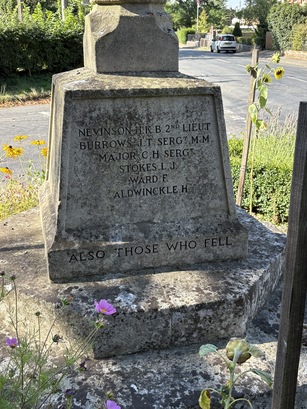 NEVINSON H.K.B. 2ND LIEUT
BURROWS J.T. SERGT M.M.
MAJOR C.H. SERGT
STOKES L.J.
WARD F.
ALDWINCKLE H.
ALSO THOSE WHO FELL